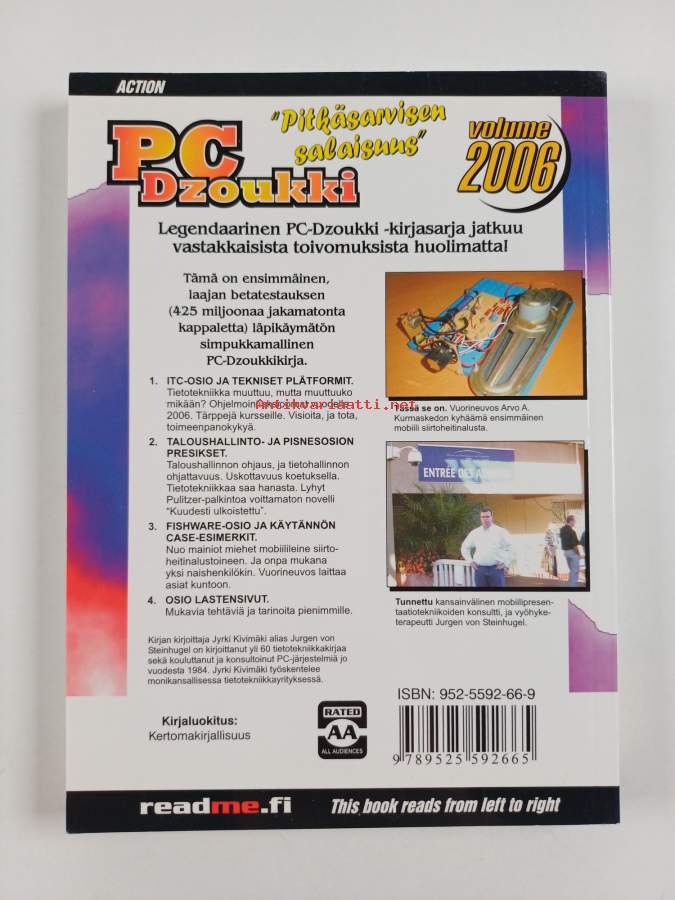 ACTION
"Pitkäsarvisen
salaisuus"
PC
Dzoukki
volume
2006
Legendaarinen PC-Dzoukki -kirjasarja jatkuu
vastakkaisista toivomuksista huolimatta!
Tämä on ensimmäinen,
laajan betatestauksen
(425 miljoonaa jakamatonta
kappaletta) läpikäymätön
simpukkamallinen
PC-Dzoukkikirja.
1. ITC-OSIO JA TEKNISET PLÄTFORMIT.
Tietotekniikka muuttuu, mutta muuttuuko
mikään? Ohjelmointikatsontur vuodelta
2006. Tärppejä kursseille. Visioita, ja tota,
toimeenpanokykyä.
2. TALOUSHALLINTO- JA PISNESOSION
PRESIKSET.
Taloushallinnon ohjaus, ja tietohallinnon
ohjattavuus. Uskottavuus koetuksella.
Tietotekniikkaa saa hanasta. Lyhyt
Pulitzer-palkintoa voittamaton novelli
"Kuudesti ulkoistettu".
3. FISHWARE-OSIO JA KÄYTÄNNÖN
CASE-ESIMERKIT.
Nuo mainiot miehet mobiilileine siirto-
heitinalustoineen. Ja onpa mukana
yksi naishenkilökin. Vuorineuvos laittaa
asiat kuntoon.
4. OSIO LASTENSIVUT.
Mukavia tehtäviä ja tarinoita pienimmille.
Antikvariaatti.net
Tässä se on. Vuorineuvos Arvo A.
Kurmaskedon kyhäämä ensimmäinen
mobiili siirtoheitinalusta.
ENTRÉE DES
Tunnettu kansainvälinen mobiilipresen-
taatiotekniikoiden konsultti, ja vyöhyke-
terapeutti Jurgen von Steinhugel.
Kirjan kirjoittaja Jyrki Kivimäki alias Jurgen von
Steinhugel on kirjoittanut yli 60 tietotekniikkakirjaa
sekä kouluttanut ja konsultoinut PC-järjestelmiä jo
vuodesta 1984. Jyrki Kivimäki työskentelee
monikansallisessa tietotekniikkayrityksessä.
Kirjaluokitus:
Kertomakirjallisuus
RATED
AA
ALL AUDIENCES
ISBN: 952-5592-66-9
9 789525 592665
readme.fi
This book reads from left to right